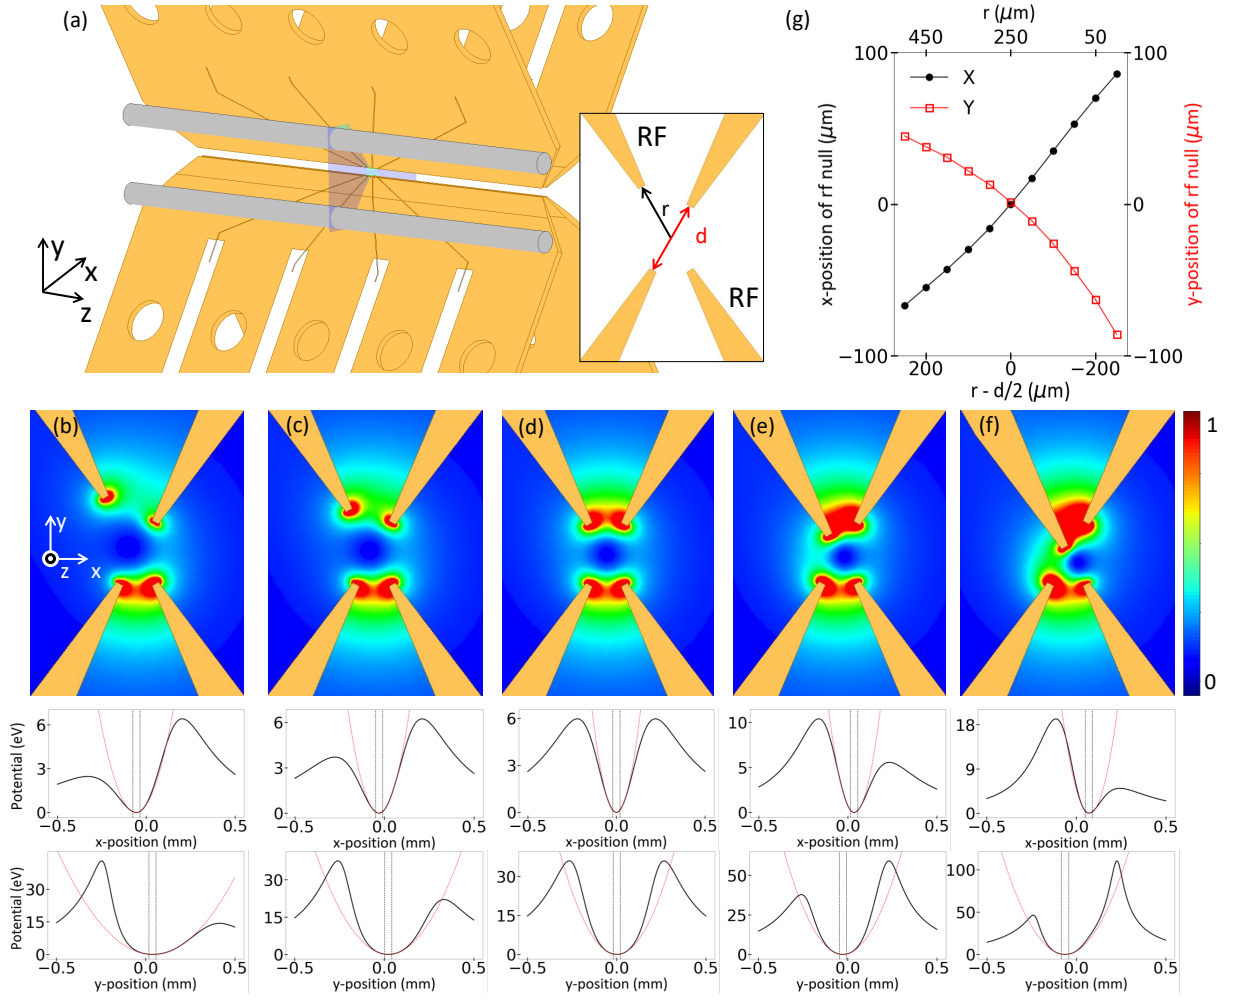 (a)
y
x
z
RF
r
d
RF
(g)
r (μm)
450 250 50
100 100
X
Y
x-position of rf null (μm)
y-position of rf null (μm)
0 0
−100 −100
200 0 −200
r - d/2 (μm)
(b) (c) (d) (e) (f)
y
z x
1
0
Potential (eV)
6
3
0
−0.5 0.0 0.5
x-position (mm)
6
3
0
−0.5 0.0 0.5
x-position (mm)
6
3
0
−0.5 0.0 0.5
x-position (mm)
10
5
0
−0.5 0.0 0.5
x-position (mm)
18
9
0
−0.5 0.0 0.5
x-position (mm)
Potential (eV)
30
15
0
−0.5 0.0 0.5
y-position (mm)
30
15
0
−0.5 0.0 0.5
y-position (mm)
30
15
0
−0.5 0.0 0.5
y-position (mm)
50
25
0
−0.5 0.0 0.5
y-position (mm)
100
50
0
−0.5 0.0 0.5
y-position (mm)